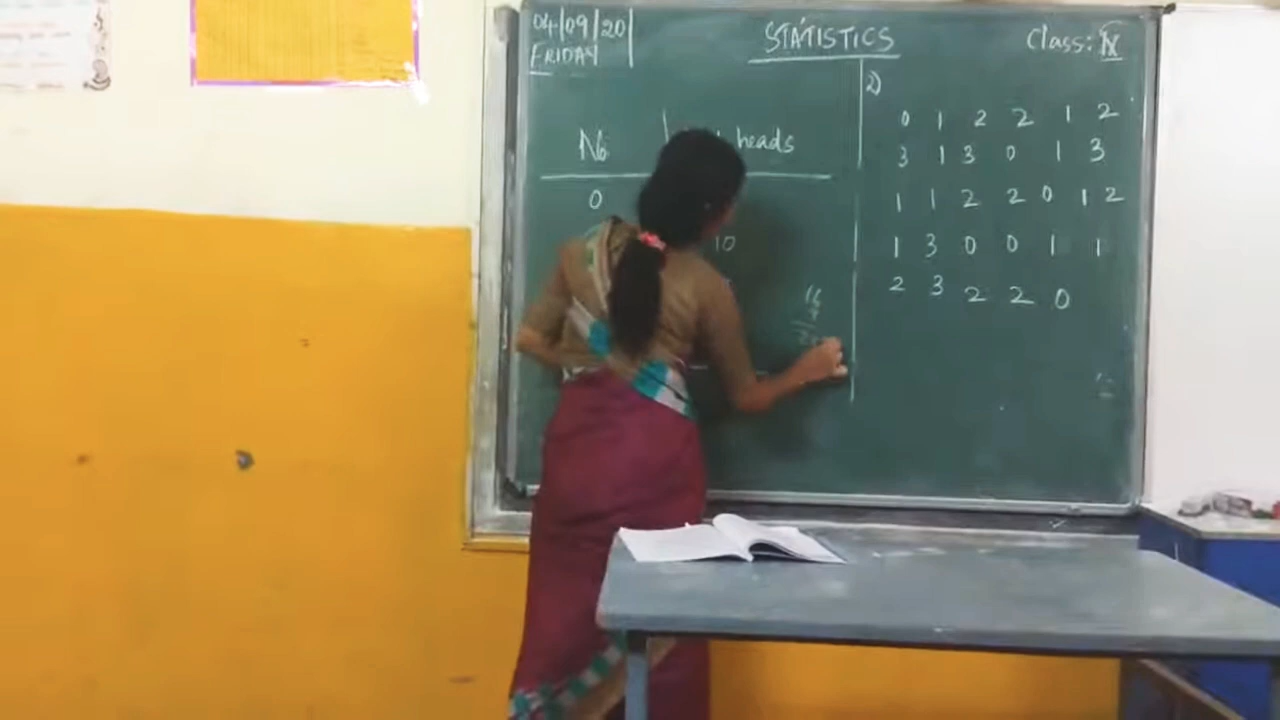 04/09/20
FRIDAY
STATISTICS
Class: IX
No.
heads
0
10
16
2)
0 1 2 2 1 2
3 1 3 0 1 3
1 1 2 2 0 1 2
1 3 0 0 1 1
2 3 2 2 0